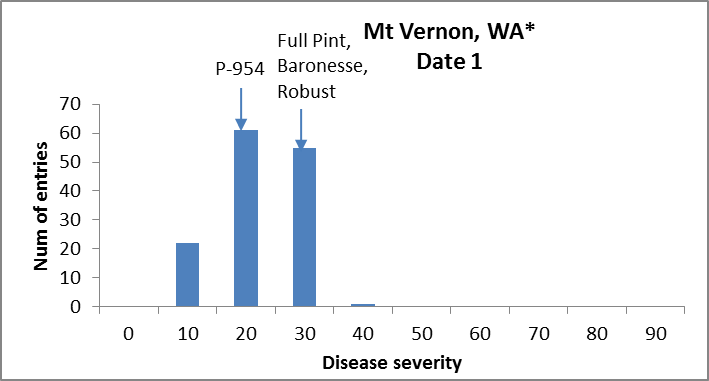 Mt Vernon, WA*
Date 1
Full Pint,
Baronesse,
Robust
P-954
70
60
50
40
30
20
10
0
Num of entries
0 10 20 30 40 50 60 70 80 90
Disease severity